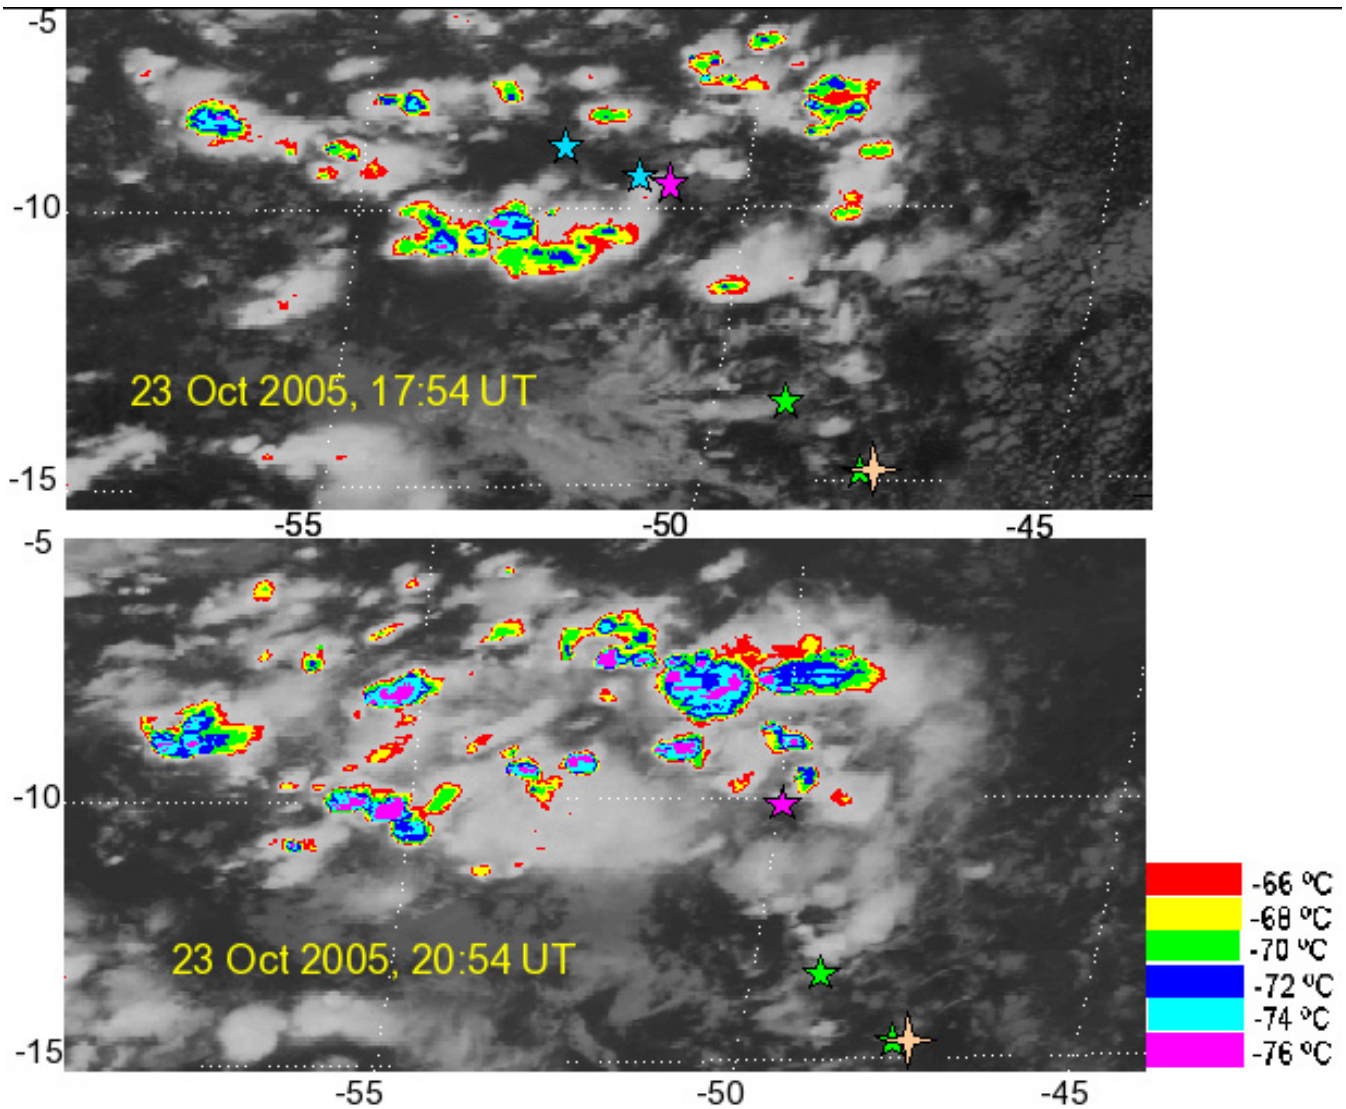 -5
-10
23 Oct 2005, 17:54 UT
-15
-55 -50 -45
-5
-10
-66 ºC
-68 ºC
-70 ºC
23 Oct 2005, 20:54 UT
-72 ºC
-74 ºC
-15
-76 ºC
-55 -50 -45